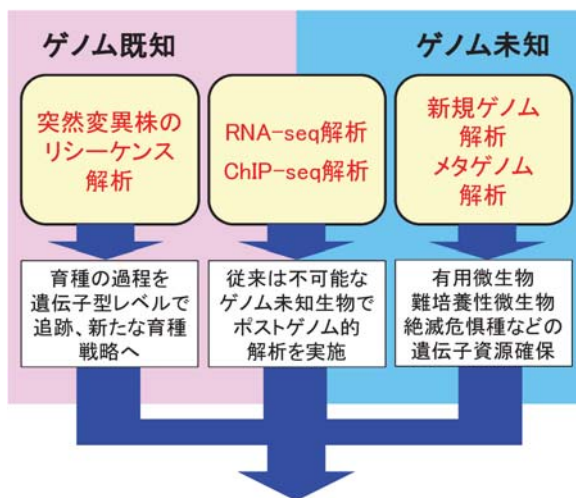 ゲノム既知
ゲノム未知
突然変異株の
リシーケンス
解析
RNA-seq解析
ChIP-seq解析
新規ゲノム
解析
メタゲノム
解析
育種の過程を
遺伝子型レベルで
追跡、新たな育種
戦略へ
従来は不可能な
ゲノム未知生物で
ポストゲノム的
解析を実施
有用微生物
難培養性微生物
絶滅危惧種などの
遺伝子資源確保